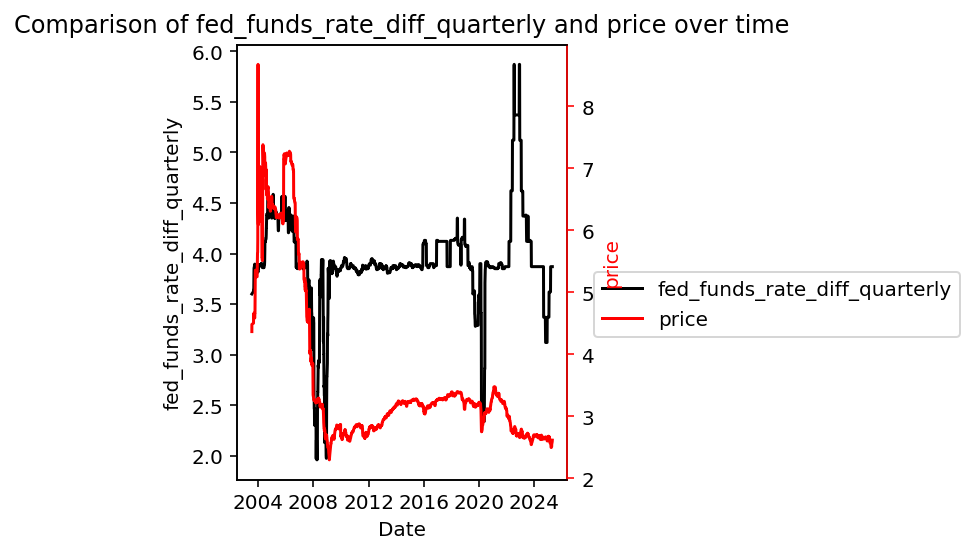 Comparison of fed_funds_rate_diff_quarterly and price over time
6.0
5.5
5.0
4.5
4.0
3.5
3.0
2.5
2.0
fed_funds_rate_diff_quarterly
8
7
6
5
4
3
2
price
fed_funds_rate_diff_quarterly
price
2004 2008 2012 2016 2020 2024
Date